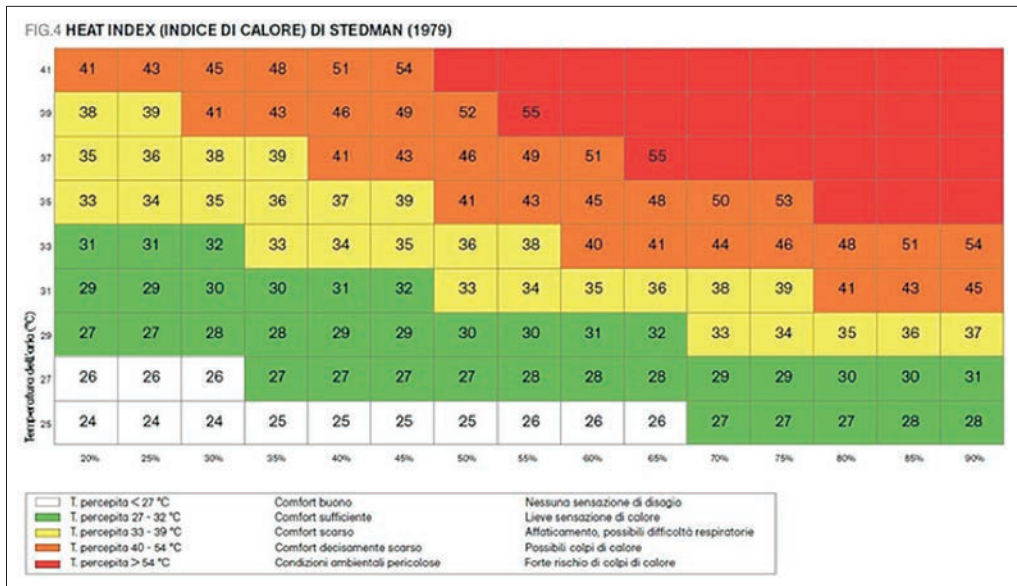 FIG.4 HEAT INDEX (INDICE DI CALORE) DI STEDMAN (1979)
41 41 43 45 48 51 54
39 38 39 41 43 46 49 52 55
37 35 36 38 39 41 43 46 49 51 55
35 33 34 35 36 37 39 41 43 45 48 50 53
33 31 31 32 33 34 35 36 38 40 41 44 46 48 51 54
31 29 29 30 30 31 32 33 34 35 36 38 39 41 43 45
29 27 27 28 28 29 29 30 30 31 32 33 34 35 36 37
27 26 26 26 27 27 27 27 28 28 28 29 29 30 30 31
25 24 24 24 25 25 25 25 26 26 26 27 27 27 28 28
Temperatura dell'aria (°C)
20% 25% 30% 35% 40% 45% 50% 55% 60% 65% 70% 75% 80% 85% 90%
T. percepita < 27 °C Comfort buono Nessuna sensazione di disagio
T. percepita 27 - 32 °C Comfort sufficiente Lieve sensazione di calore
T. percepita 33 - 39 °C Comfort scarso Affaticamento, possibili difficoltà respiratorie
T. percepita 40 - 54 °C Comfort decisamente scarso Possibili colpi di calore
T. percepita > 54 °C Condizioni ambientali pericolose Forte rischio di colpi di calore